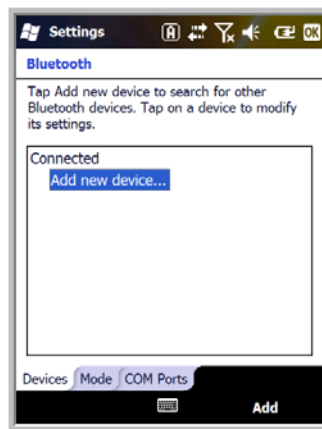 Settings
A
OK
Bluetooth
Tap Add new device to search for other
Bluetooth devices. Tap on a device to modify
its settings.
Connected
Add new device...
Devices Mode COM Ports
Add